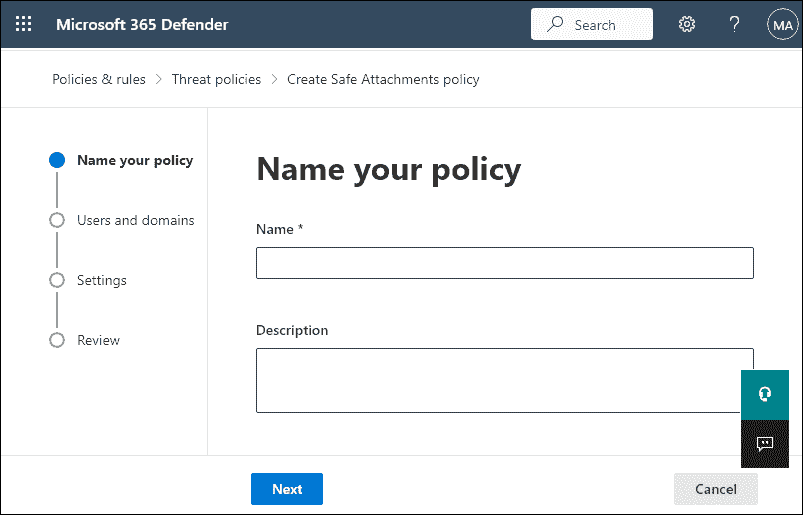 Microsoft 365 Defender
Search
?
MA
Policies & rules > Threat policies > Create Safe Attachments policy
Name your policy
Users and domains
Settings
Review
Name your policy
Name *
Description
Next
Cancel